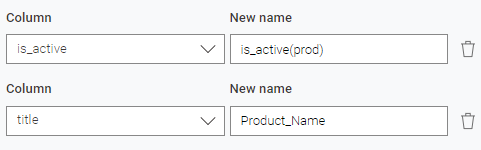 Column New name
is_active is_active(prod)
Column New name
title Product_Name